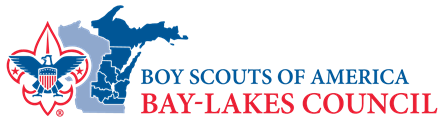 BOY SCOUTS OF AMERICA
BAY-LAKES COUNCIL
®